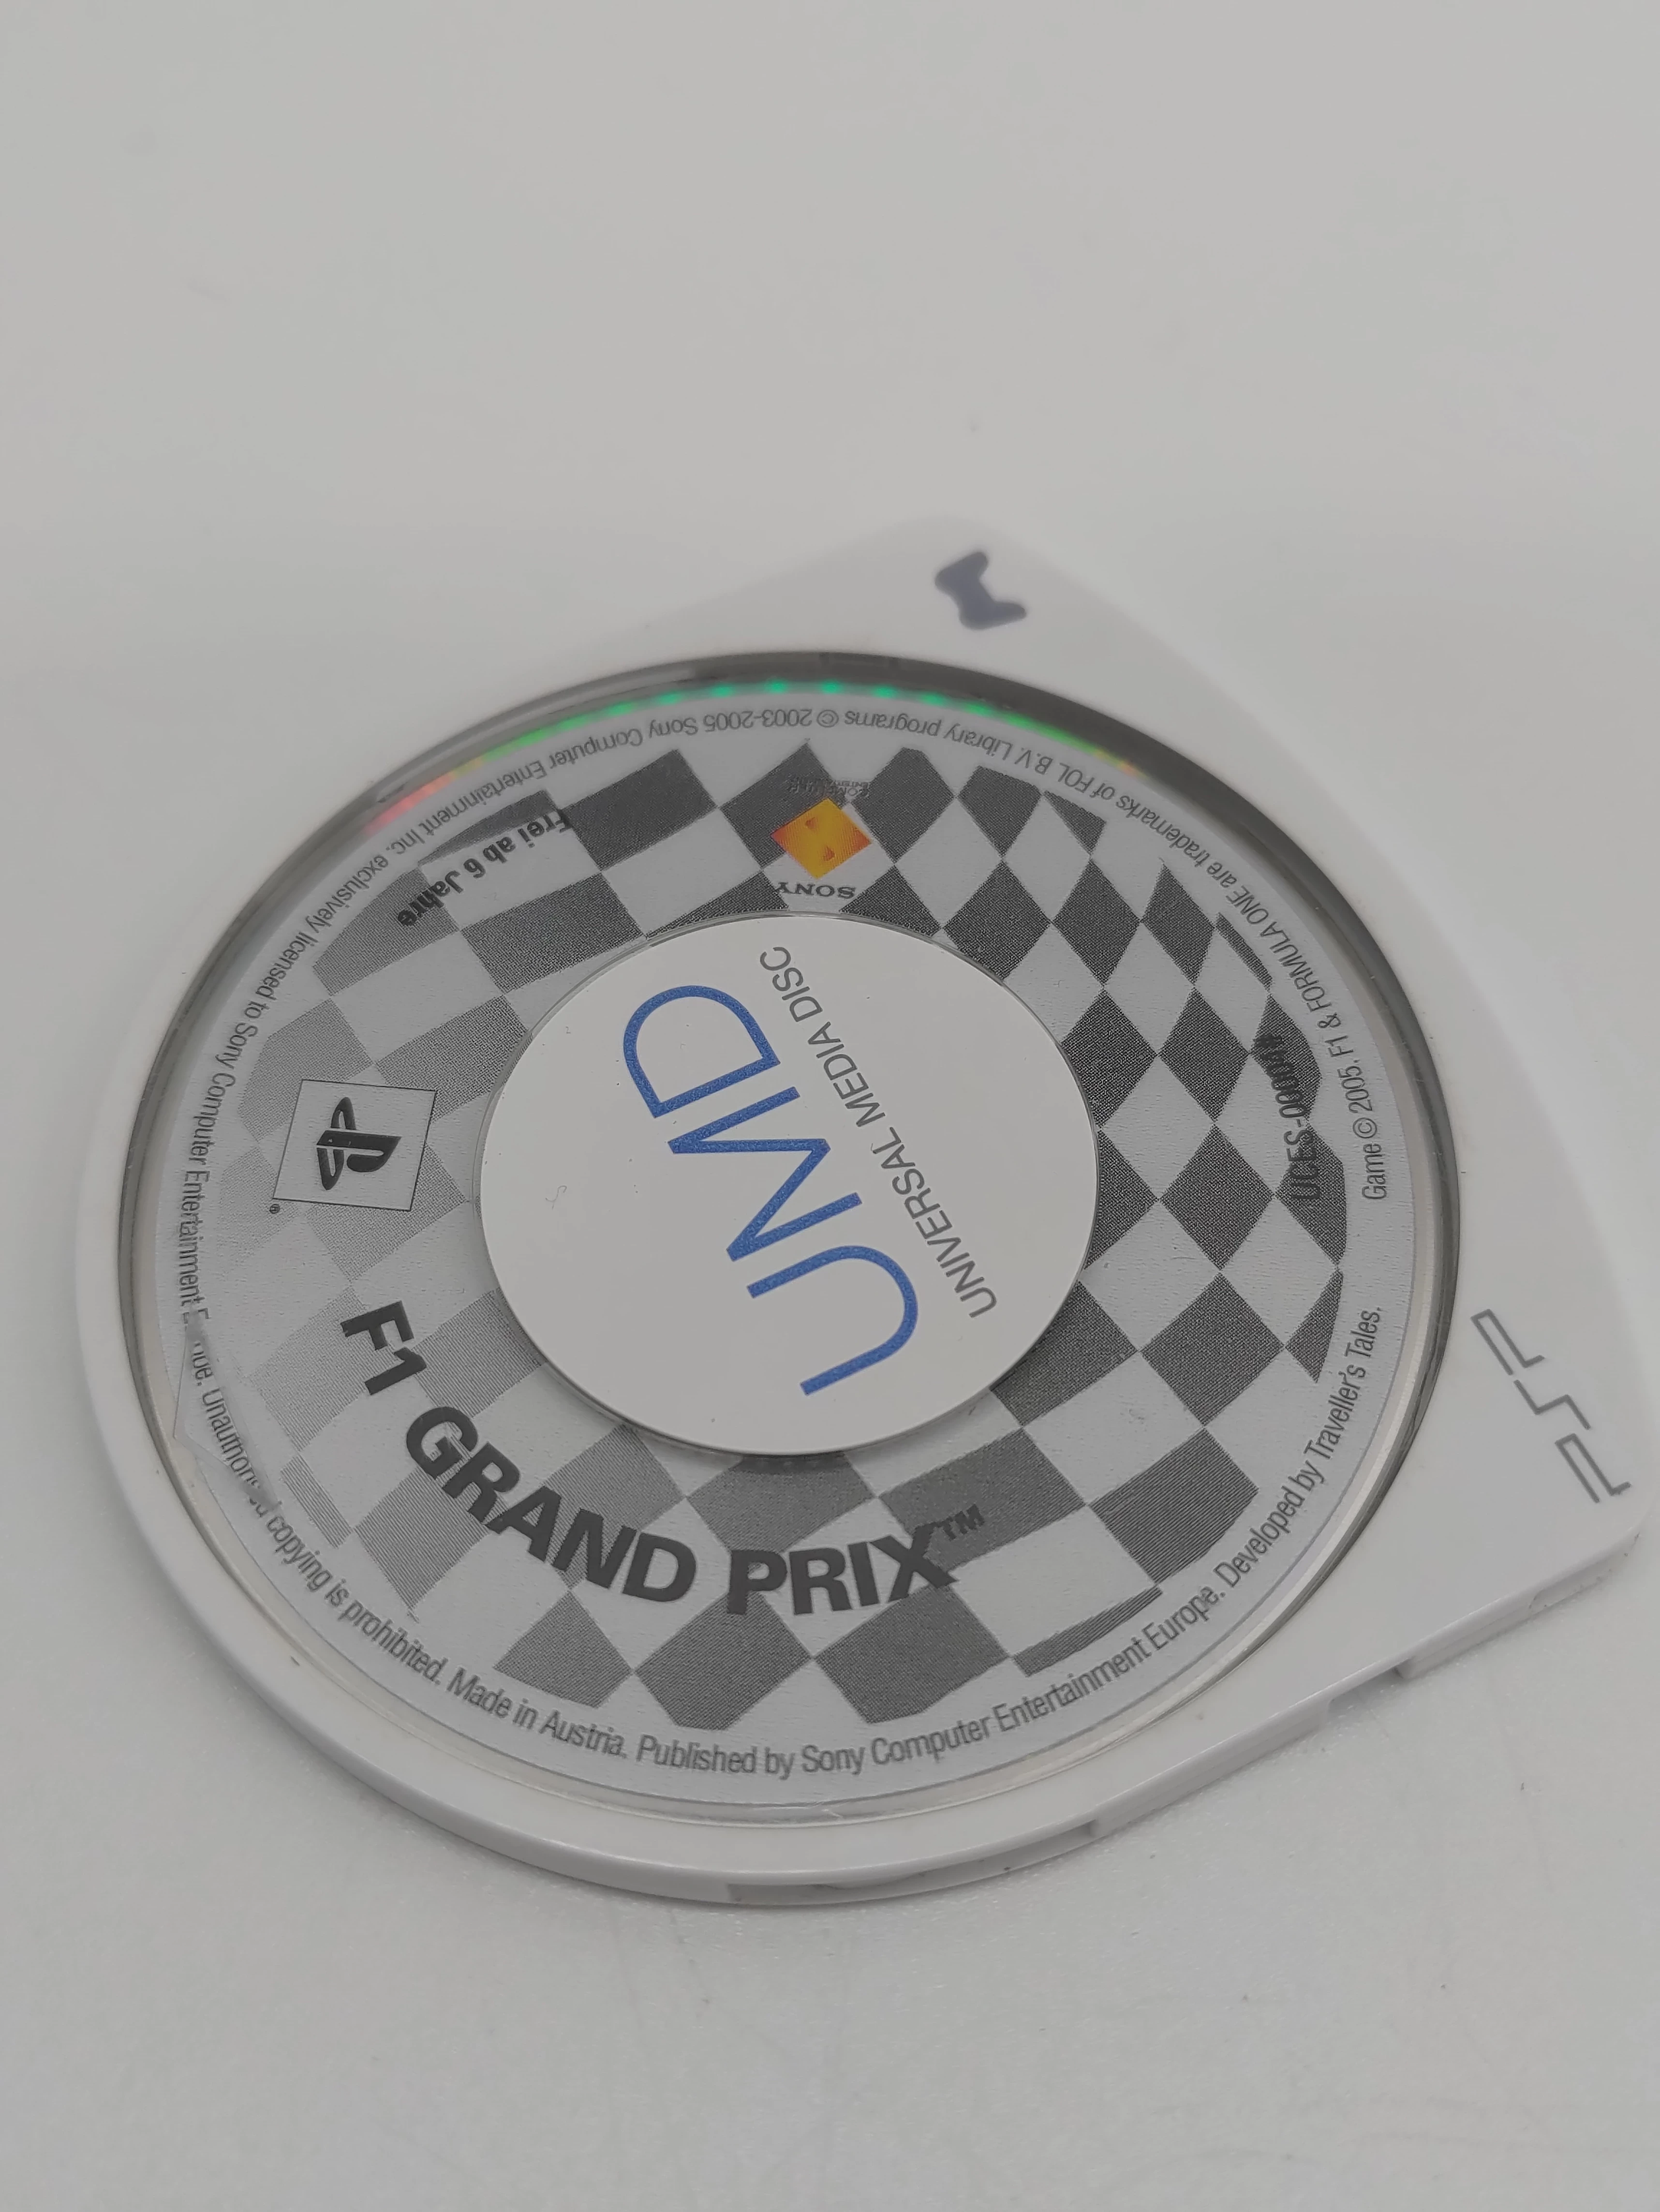 UMD
UNIVERSAL MEDIA DISC
F1 GRAND PRIX™
SONY
Frei ab 6 Jahre
Game © 2005. F1 & FORMULA ONE are trademarks of FOL B.V. Library programs © 2003-2005 Sony Computer Entertainment Inc. exclusively licensed to Sony Computer Entertainment copying is prohibited. Made in Austria. Published by Sony Computer Entertainment Europe. Developed by Traveller's Tales.
PSP